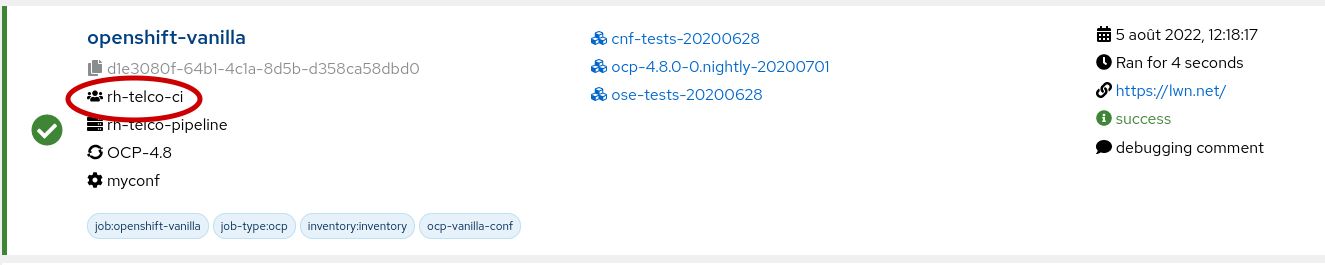 openshift-vanilla
d1e3080f-64b1-4c1a-8d5b-d358ca58dbd0
rh-telco-ci
rh-telco-pipeline
OCP-4.8
myconf
job:openshift-vanilla job-type:ocp inventory:inventory ocp-vanilla-conf
cnf-tests-20200628
ocp-4.8.0-0.nightly-20200701
ose-tests-20200628
5 août 2022, 12:18:17
Ran for 4 seconds
https://lwn.net/
success
debugging comment